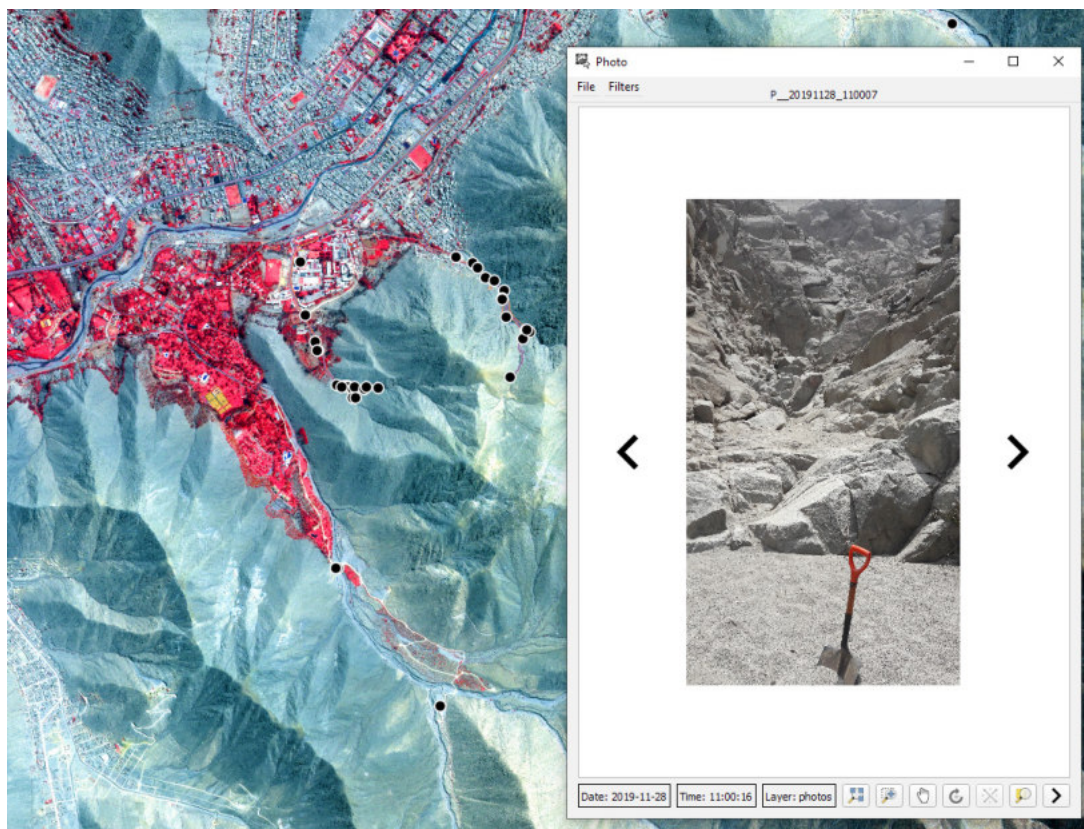 Photo
File Filters
P__20191128_110007
Date: 2019-11-28 Time: 11:00:16 Layer: photos